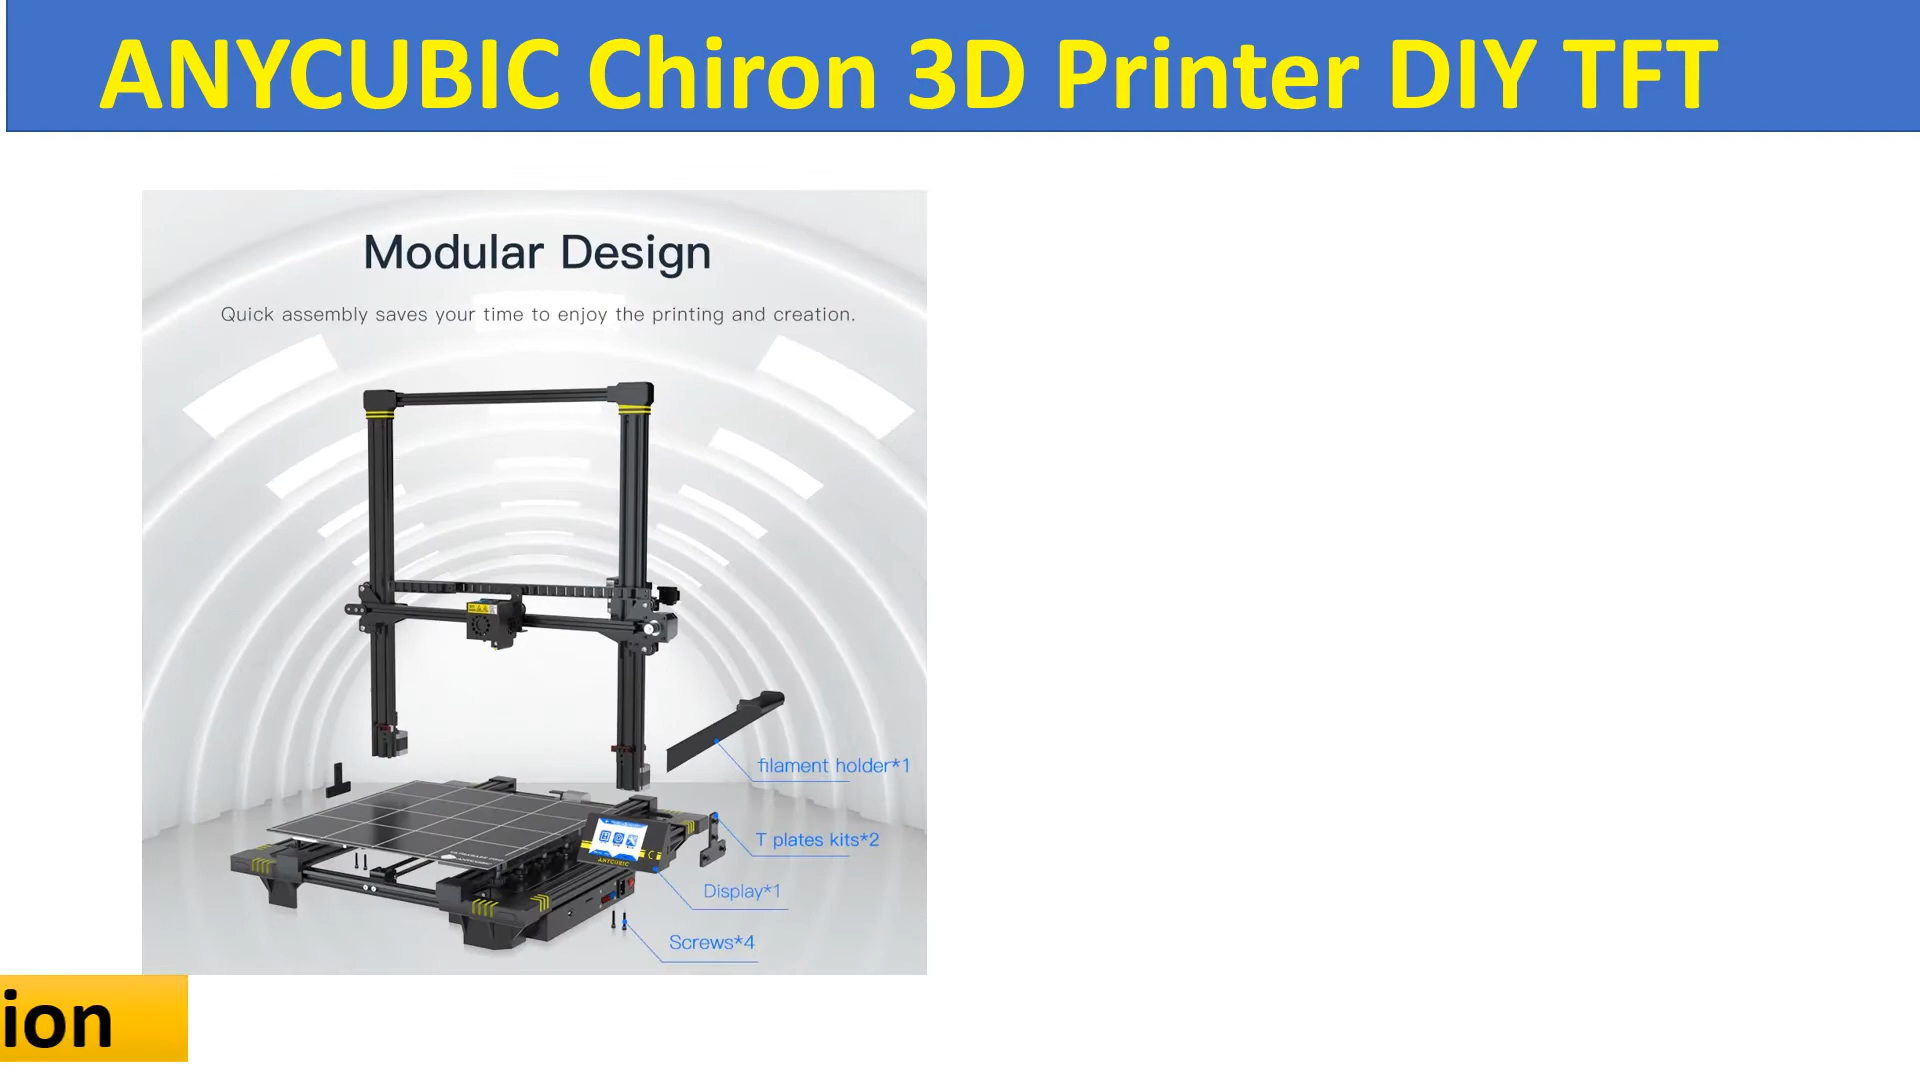 ANYCUBIC Chiron 3D Printer DIY TFT
Modular Design
Quick assembly saves your time to enjoy the printing and creation.
filament holder*1
T plates kits*2
ANYCUBIC
Display*1
Screws*4
ion